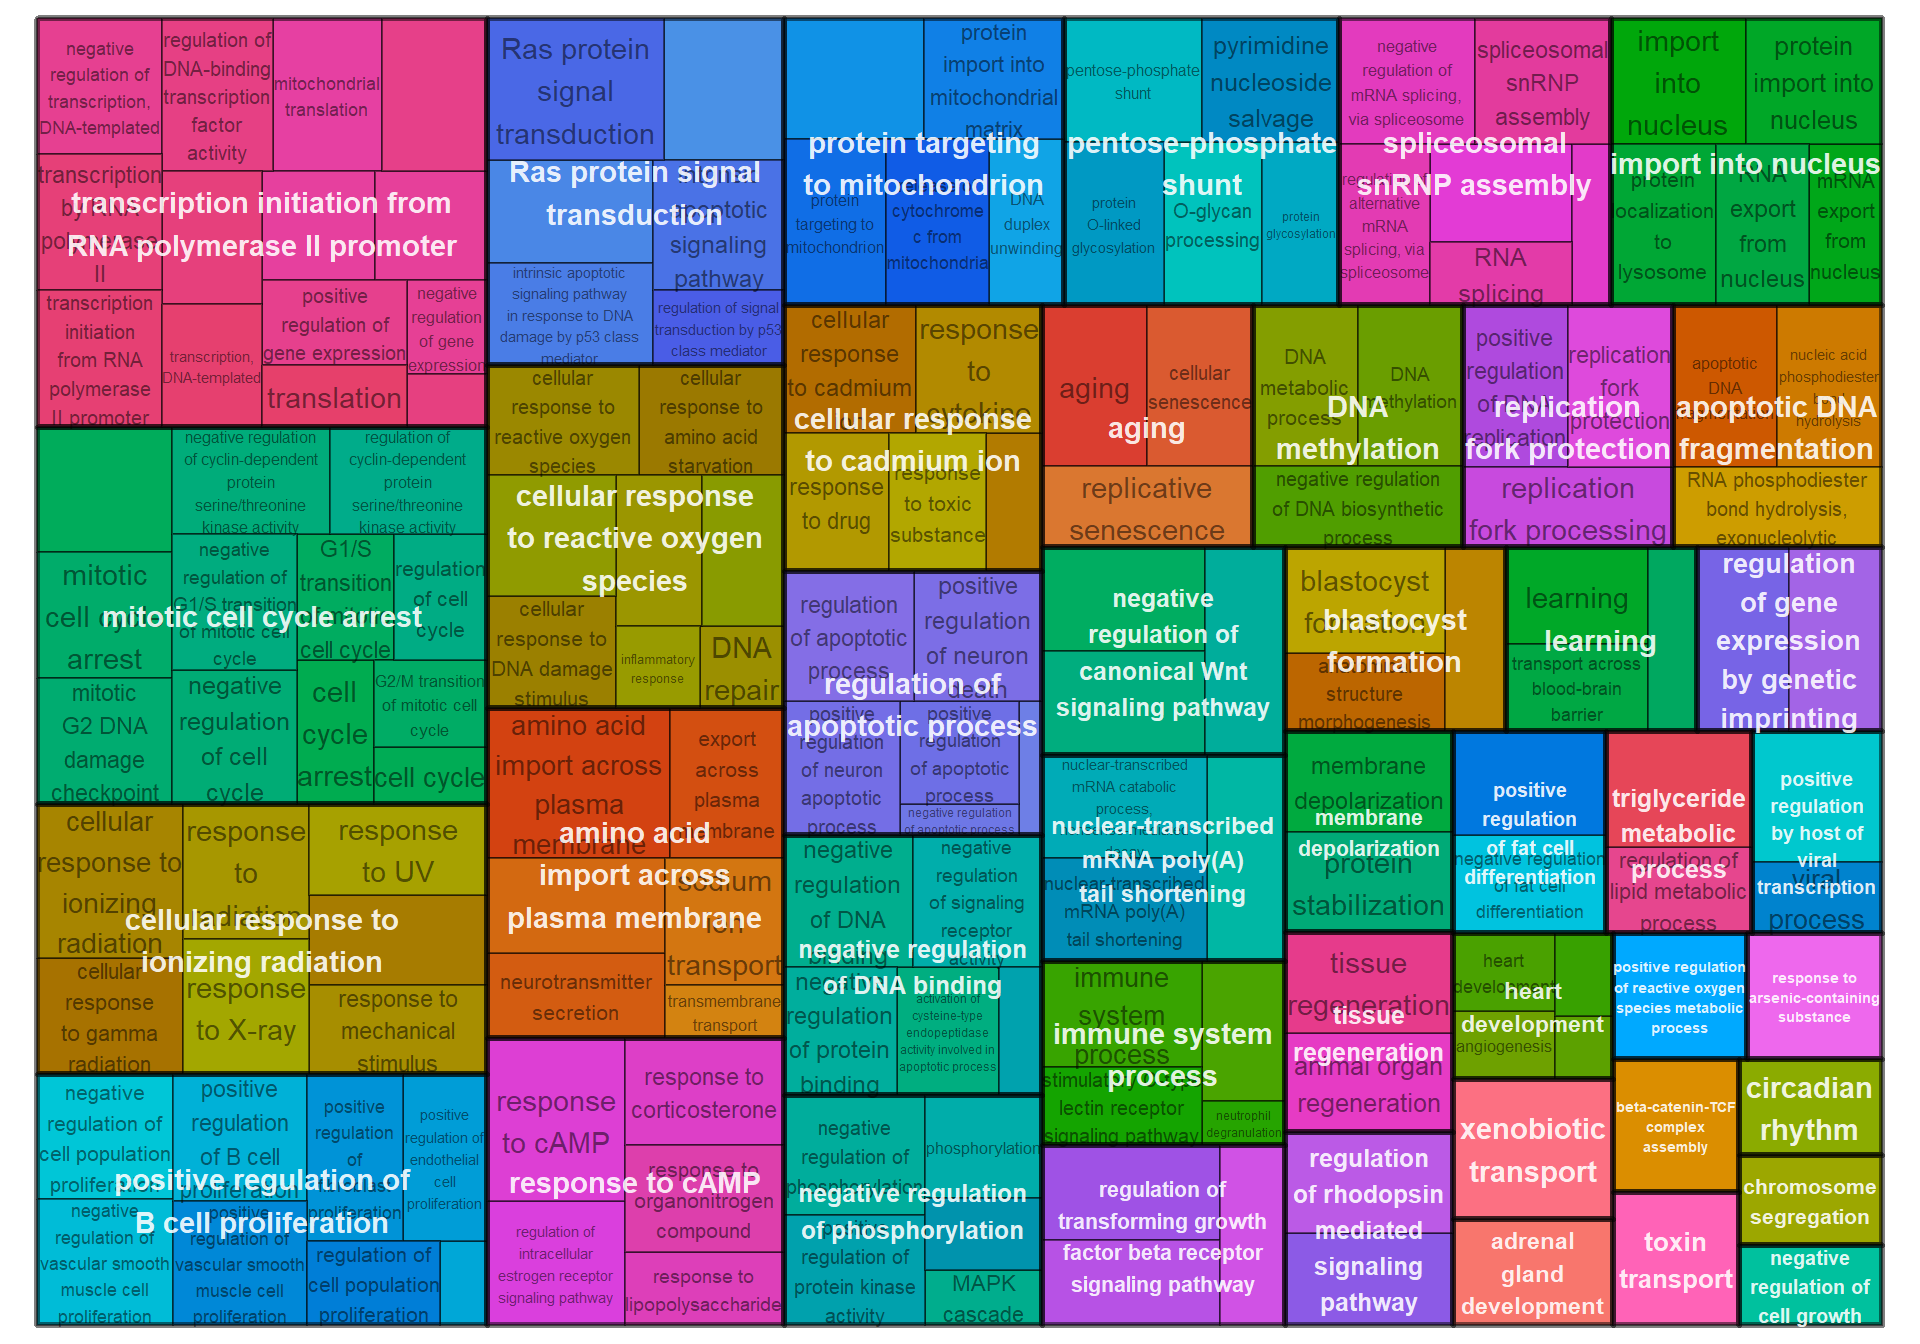 negative
regulation of
transcription,
DNA-templated
regulation of
DNA-binding
transcription
factor
activity
mitochondrial
translation
transcription
by RNA
polymerase
II
transcription initiation from
RNA polymerase II promoter
transcription
initiation
from RNA
polymerase
II promoter
transcription,
DNA-templated
positive
regulation of
gene expression
negative
regulation
of gene
expression
translation
Ras protein
signal
transduction
Ras protein signal
transduction
apoptotic
signaling
pathway
intrinsic apoptotic
signaling pathway
in response to DNA
damage by p53 class
mediator
regulation of signal
transduction by p53
class mediator
protein
import into
mitochondrial
matrix
protein targeting
to mitochondrion
protein
targeting to
mitochondrion
cytochrome
c from
mitochondria
DNA
duplex
unwinding
pentose-phosphate
shunt
pyrimidine
nucleoside
salvage
pentose-phosphate
shunt
protein
O-linked
glycosylation
O-glycan
processing
protein
glycosylation
negative
regulation of
mRNA splicing,
via spliceosome
spliceosomal
snRNP
assembly
spliceosomal
snRNP assembly
regulation of
alternative
mRNA
splicing, via
spliceosome
RNA
splicing
import
into
nucleus
protein
import into
nucleus
import into nucleus
protein
localization
to
lysosome
RNA
export
from
nucleus
mRNA
export
from
nucleus
mitotic
cell cycle
arrest
negative regulation
of cyclin-dependent
protein
serine/threonine
kinase activity
regulation of
cyclin-dependent
protein
serine/threonine
kinase activity
negative
regulation of
G1/S transition
of mitotic cell
cycle
G1/S
transition
of mitotic
cell cycle
regulation
of cell
cycle
mitotic cell cycle arrest
mitotic
G2 DNA
damage
checkpoint
negative
regulation
of cell
cycle
cell
cycle
arrest
G2/M transition
of mitotic cell
cycle
cell cycle
cellular
response to
reactive oxygen
species
cellular
response to
amino acid
starvation
cellular response
to reactive oxygen
species
cellular
response to
DNA damage
stimulus
inflammatory
response
DNA
repair
cellular
response
to cadmium
response
to
cytokine
cellular response
to cadmium ion
response
to drug
response
to toxic
substance
aging
cellular
senescence
aging
replicative
senescence
DNA
metabolic
process
DNA
methylation
DNA
methylation
negative regulation
of DNA biosynthetic
process
positive
regulation
of DNA
replication
replication
fork
protection
replication
fork protection
replication
fork processing
apoptotic
DNA
nucleic acid
phosphodiester
bond
hydrolysis
apoptotic DNA
fragmentation
RNA phosphodiester
bond hydrolysis,
exonucleolytic
regulation
of apoptotic
process
positive
regulation
of neuron
death
regulation of
apoptotic process
positive
regulation
of neuron
apoptotic
process
positive
regulation
of apoptotic
process
negative regulation
of apoptotic process
negative
regulation of
canonical Wnt
signaling pathway
blastocyst
formation
blastocyst
formation
anatomical
structure
morphogenesis
learning
learning
transport across
blood-brain
barrier
regulation
of gene
expression
by genetic
imprinting
amino acid
import across
plasma
membrane
export
across
plasma
membrane
amino acid
import across
plasma membrane
sodium
ion
transport
neurotransmitter
secretion
transmembrane
transport
nuclear-transcribed
mRNA catabolic
process,
nuclear-transcribed
mRNA poly(A)
tail shortening
nuclear-transcribed
mRNA poly(A)
tail shortening
membrane
depolarization
membrane
depolarization
protein
stabilization
positive
regulation
of fat cell
differentiation
negative regulation
of fat cell
differentiation
triglyceride
metabolic
process
regulation of
lipid metabolic
process
positive
regulation
by host of
viral
transcription
viral
process
cellular
response to
ionizing
radiation
response
to
radiation
response
to UV
cellular response to
ionizing radiation
cellular
response
to gamma
radiation
response
to X-ray
response to
mechanical
stimulus
negative
regulation
of DNA
binding
negative
regulation
of signaling
receptor
activity
negative regulation
of DNA binding
negative
regulation
of protein
binding
activation of
cysteine-type
endopeptidase
activity involved in
apoptotic process
immune
system
process
immune system
process
stimulatory C-type
lectin receptor
signaling pathway
neutrophil
degranulation
tissue
regeneration
tissue
regeneration
animal organ
regeneration
heart
development
heart
development
angiogenesis
positive regulation
of reactive oxygen
species metabolic
process
response to
arsenic-containing
substance
negative
regulation of
cell population
proliferation
positive
regulation
of B cell
proliferation
positive
regulation
of
fibroblast
proliferation
positive
regulation of
endothelial
cell
proliferation
positive regulation of
B cell proliferation
negative
regulation of
vascular smooth
muscle cell
proliferation
positive
regulation of
vascular smooth
muscle cell
proliferation
regulation of
cell population
proliferation
response
to cAMP
response to
corticosterone
response to cAMP
response to
organonitrogen
compound
regulation of
intracellular
estrogen receptor
signaling pathway
response to
lipopolysaccharide
negative
regulation of
phosphorylation
phosphorylation
negative regulation
of phosphorylation
positive
regulation of
protein kinase
activity
MAPK
cascade
regulation of
transforming growth
factor beta receptor
signaling pathway
regulation
of rhodopsin
mediated
signaling
pathway
xenobiotic
transport
adrenal
gland
development
beta-catenin-TCF
complex
assembly
toxin
transport
circadian
rhythm
chromosome
segregation
negative
regulation of
cell growth